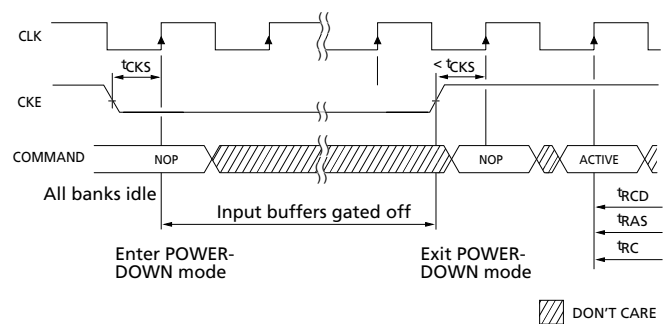 CLK
tCKS
< tCKS
CKE
COMMAND
NOP
NOP
ACTIVE
All banks idle
Input buffers gated off
tRCD
tRAS
tRC
Enter POWER-
DOWN mode
Exit POWER-
DOWN mode
DON'T CARE